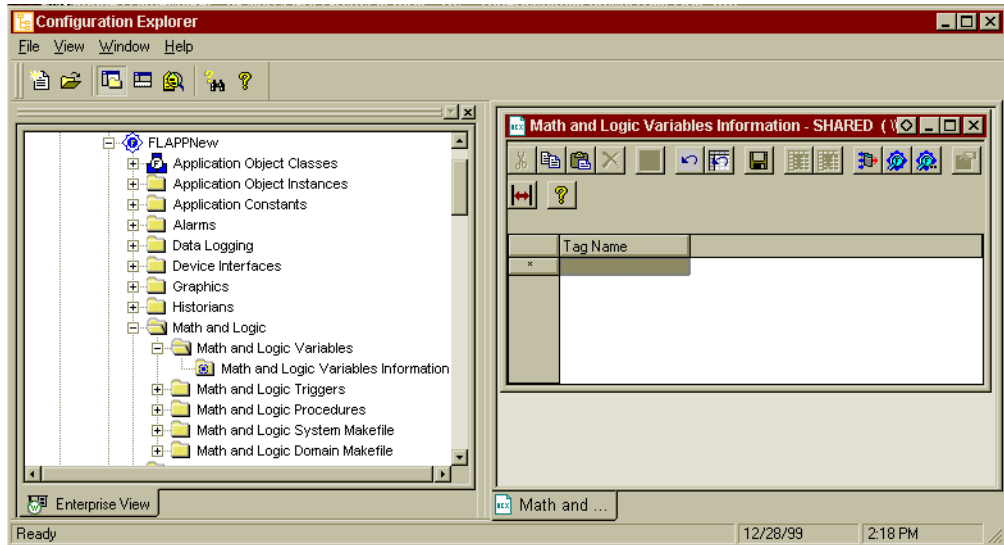 Configuration Explorer
File View Window Help
FLAPPNew
Application Object Classes
Application Object Instances
Application Constants
Alarms
Data Logging
Device Interfaces
Graphics
Historians
Math and Logic
Math and Logic Variables
Math and Logic Variables Information
Math and Logic Triggers
Math and Logic Procedures
Math and Logic System Makefile
Math and Logic Domain Makefile
Enterprise View
Math and Logic Variables Information - SHARED ( \
Tag Name
*
Math and ...
Ready
12/28/99
2:18 PM